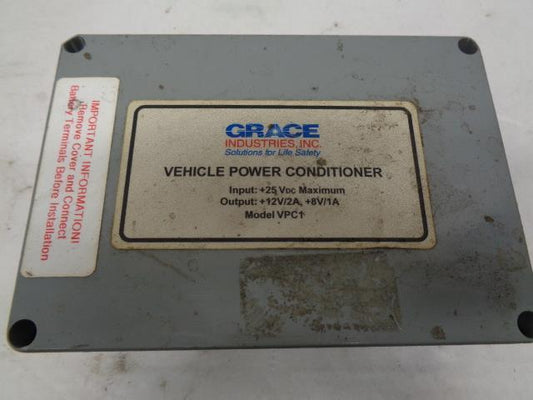 IMPORTANT INFORMATION!
Remove Cover and Connect
Battery Terminals Before Installation
GRACE
INDUSTRIES, INC.
Solutions for Life Safety
VEHICLE POWER CONDITIONER
Input: +25 VDC Maximum
Output: +12V/2A, +8V/1A
Model VPC1